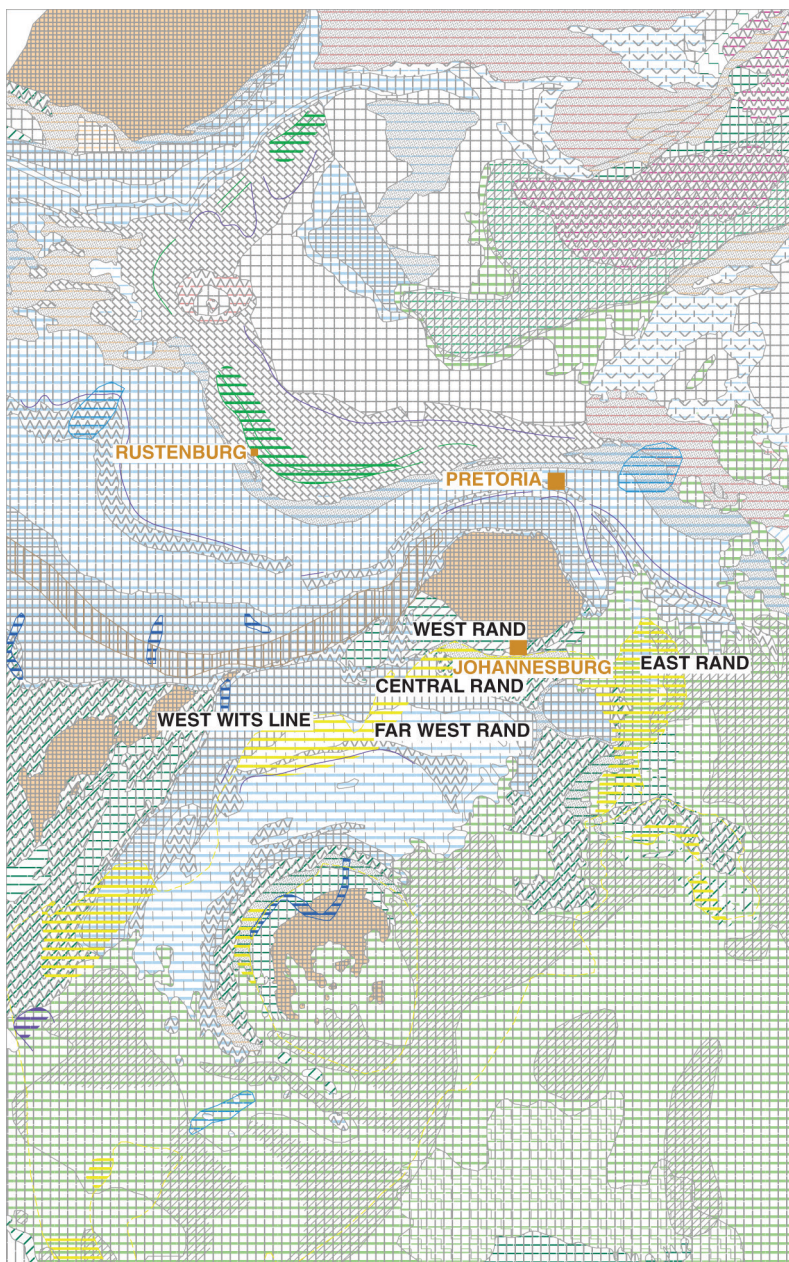 RUSTENBURG
PRETORIA
WEST RAND
JOHANNESBURG
EAST RAND
CENTRAL RAND
WEST WITS LINE
FAR WEST RAND